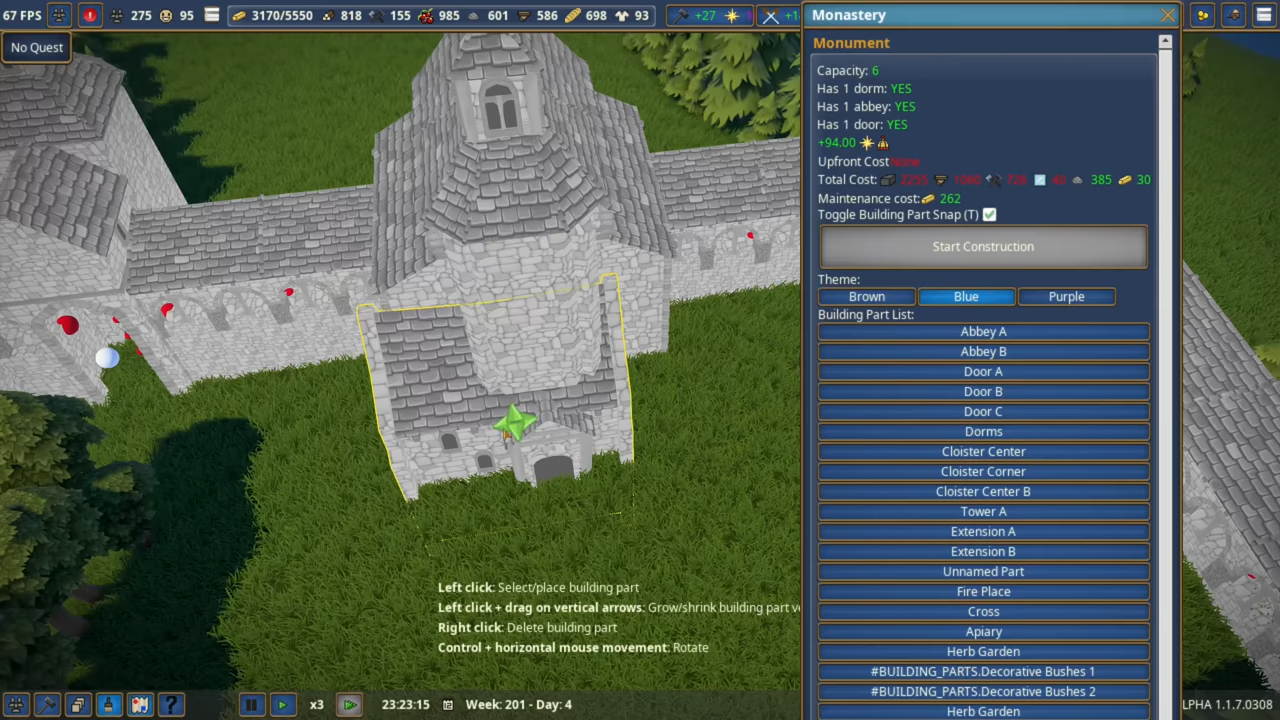 67 FPS 275 95 3170/5550 818 155 985 601 586 698 93 +27
No Quest
Monastery
Monument
Capacity: 6
Has 1 dorm: YES
Has 1 abbey: YES
Has 1 door: YES
+94.00
Upfront Cost None
Total Cost: 2255 1060 726 40 385 30
Maintenance cost: 262
Toggle Building Part Snap (T)
Start Construction
Theme:
Brown Blue Purple
Building Part List:
Abbey A
Abbey B
Door A
Door B
Door C
Dorms
Cloister Center
Cloister Corner
Cloister Center B
Tower A
Extension A
Extension B
Unnamed Part
Fire Place
Cross
Apiary
Herb Garden
#BUILDING_PARTS.Decorative Bushes 1
#BUILDING_PARTS.Decorative Bushes 2
Herb Garden
Left click: Select/place building part
Left click + drag on vertical arrows: Grow/shrink building part
Right click: Delete building part
Control + horizontal mouse movement: Rotate
x3 23:23:15 Week: 201 - Day: 4
LPHA 1.1.7.0308